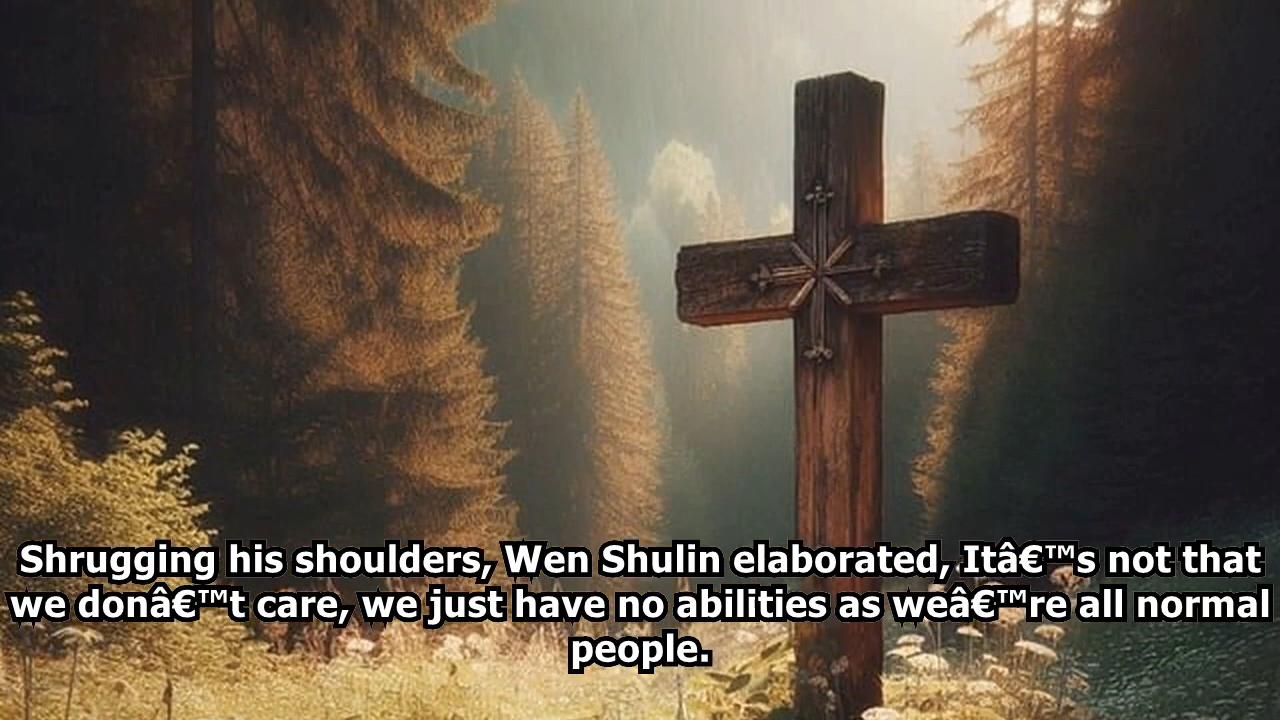 Shrugging his shoulders, Wen Shulin elaborated, Itâ€™s not that
we donâ€™t care, we just have no abilities as weâ€™re all normal
people.